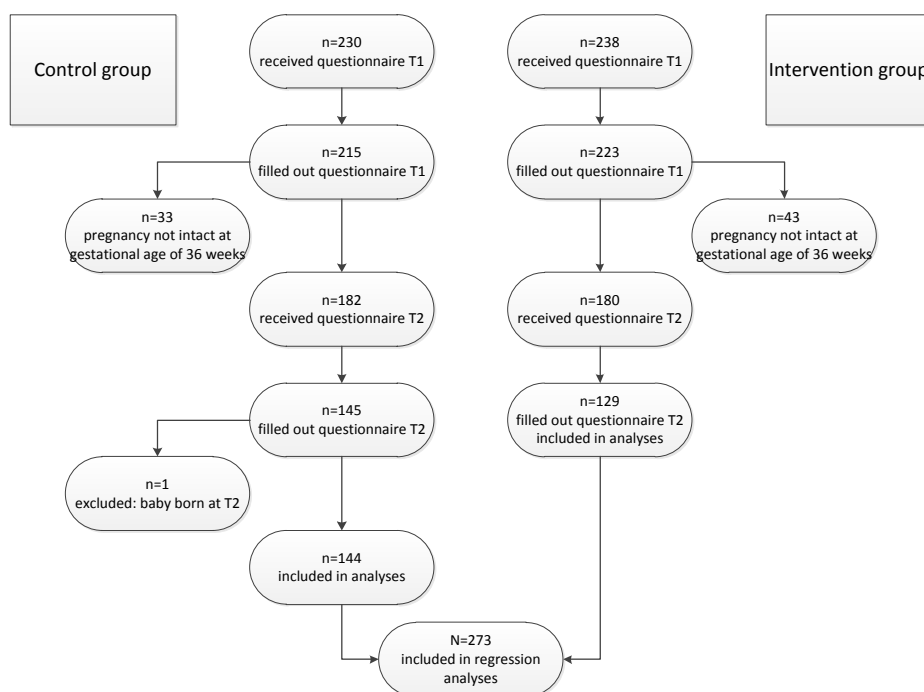 Control group
n=230
received questionnaire T1
n=238
received questionnaire T1
Intervention group
n=215
filled out questionnaire T1
n=223
filled out questionnaire T1
n=33
pregnancy not intact at
gestational age of 36 weeks
n=43
pregnancy not intact at
gestational age of 36 weeks
n=182
received questionnaire T2
n=180
received questionnaire T2
n=145
filled out questionnaire T2
n=129
filled out questionnaire T2
included in analyses
n=1
excluded: baby born at T2
n=144
included in analyses
N=273
included in regression
analyses